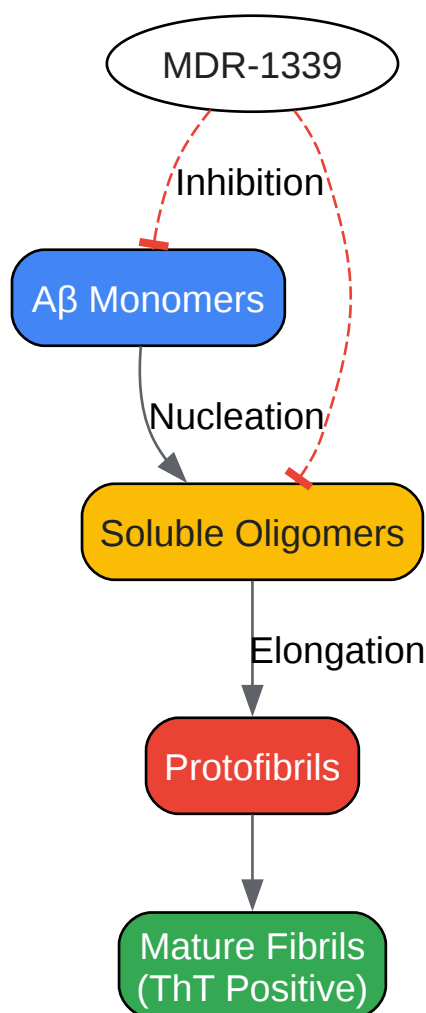 MDR-1339
Inhibition
Aβ Monomers
Nucleation
Soluble Oligomers
Elongation
Protofibrils
Mature Fibrils
(ThT Positive)